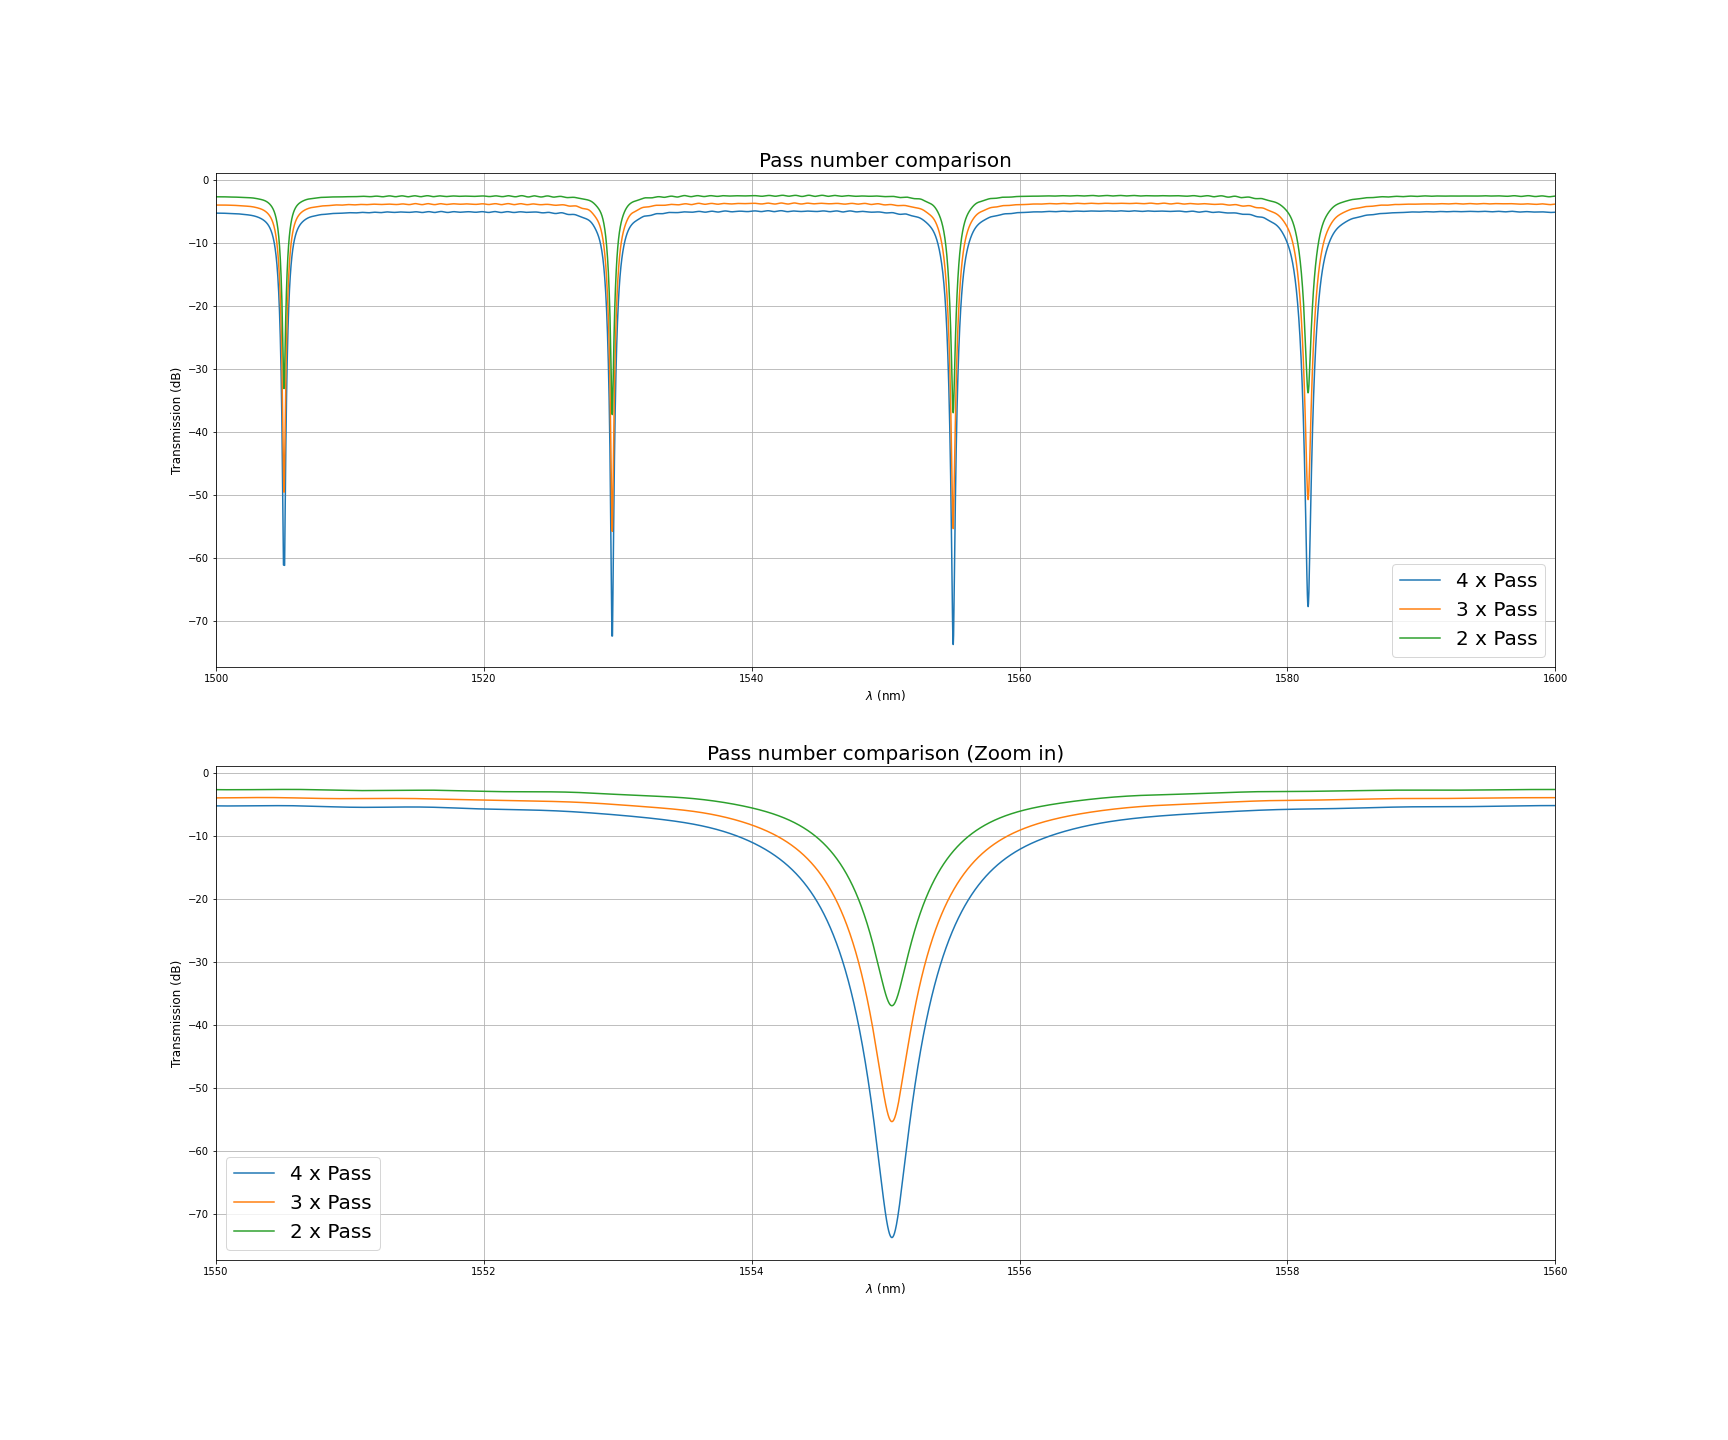 Pass number comparison
0
−10
−20
−30
−40
−50
−60
−70
Transmission (dB)
4 x Pass
3 x Pass
2 x Pass
1500 1520 1540 1560 1580 1600
λ (nm)
Pass number comparison (Zoom in)
0
−10
−20
−30
−40
−50
−60
−70
Transmission (dB)
4 x Pass
3 x Pass
2 x Pass
1550 1552 1554 1556 1558 1560
λ (nm)